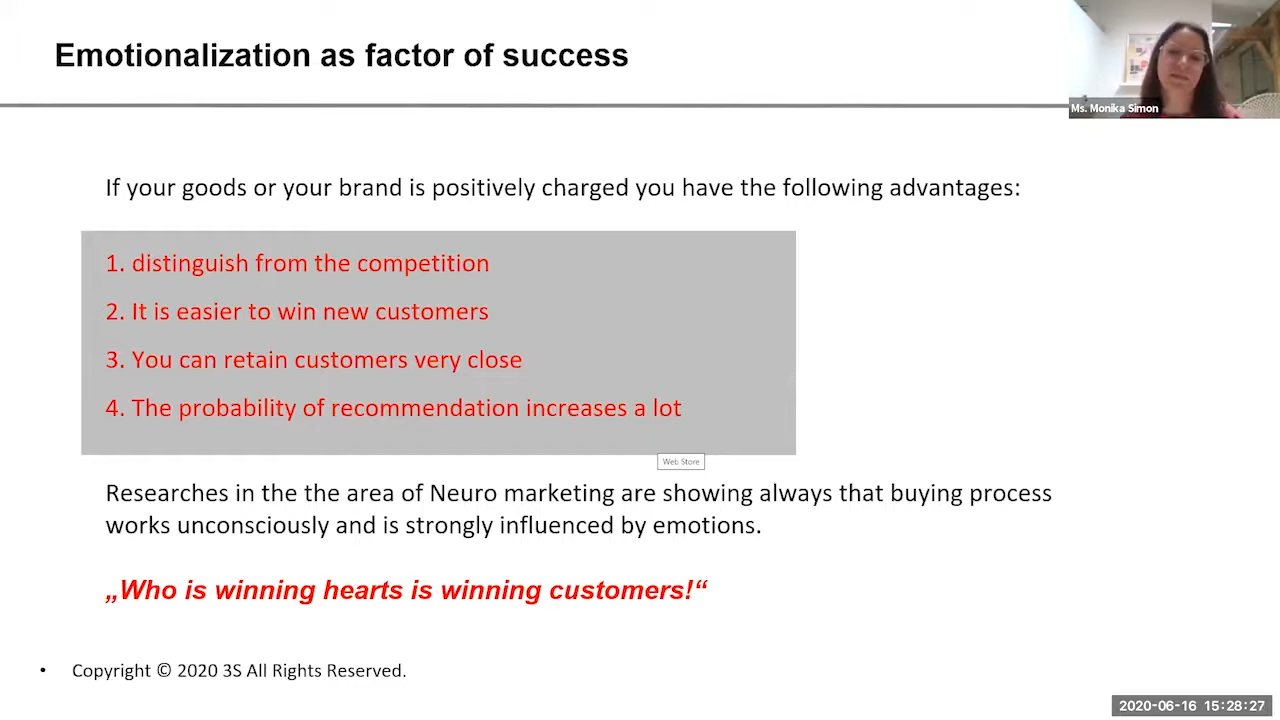 Emotionalization as factor of success
Ms. Monika Simon
If your goods or your brand is positively charged you have the following advantages:
1. distinguish from the competition
2. It is easier to win new customers
3. You can retain customers very close
4. The probability of recommendation increases a lot
Web Store
Researches in the the area of Neuro marketing are showing always that buying process
works unconsciously and is strongly influenced by emotions.
„Who is winning hearts is winning customers!“
• Copyright © 2020 3S All Rights Reserved.
2020-06-16 15:28:27